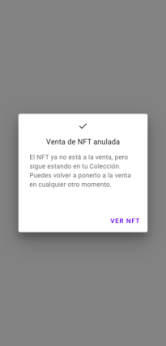 Venta de NFT anulada
El NFT ya no está a la venta, pero
sigue estando en tu Colección.
Puedes volver a ponerlo a la venta
en cualquier otro momento.
VER NFT